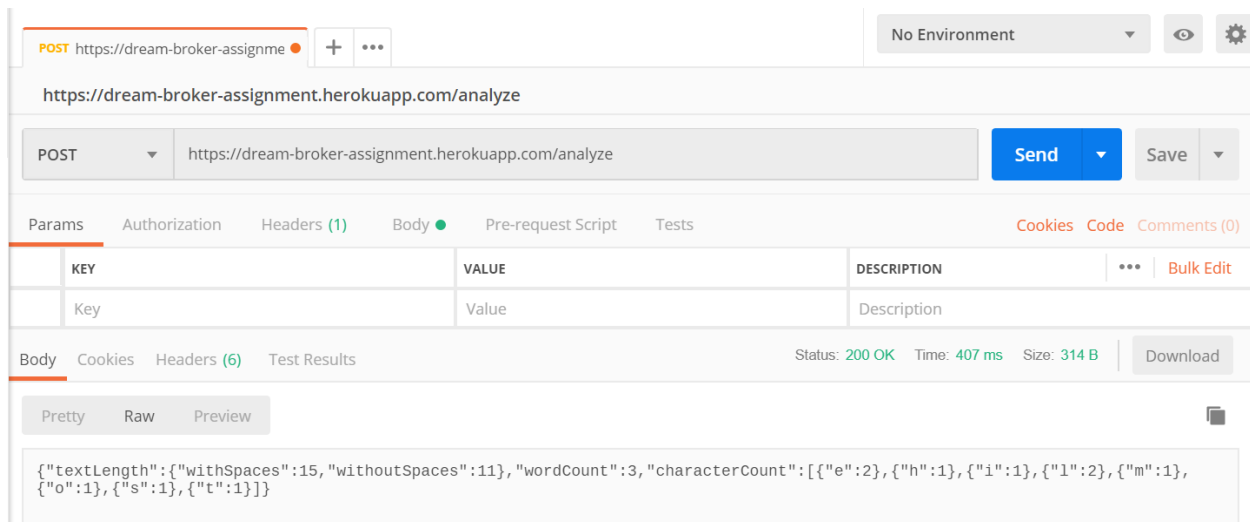 POST https://dream-broker-assignme
No Environment
https://dream-broker-assignment.herokuapp.com/analyze
POST https://dream-broker-assignment.herokuapp.com/analyze Send Save
Params Authorization Headers (1) Body Pre-request Script Tests Cookies Code Comments (0)
KEY VALUE DESCRIPTION Bulk Edit
Key Value Description
Body Cookies Headers (6) Test Results Status: 200 OK Time: 407 ms Size: 314 B Download
Pretty Raw Preview
{"textLength":{"withSpaces":15,"withoutSpaces":11},"wordCount":3,"characterCount":[{"e":2},{"h":1},{"i":1},{"l":2},{"m":1},
{"o":1},{"s":1},{"t":1}]}